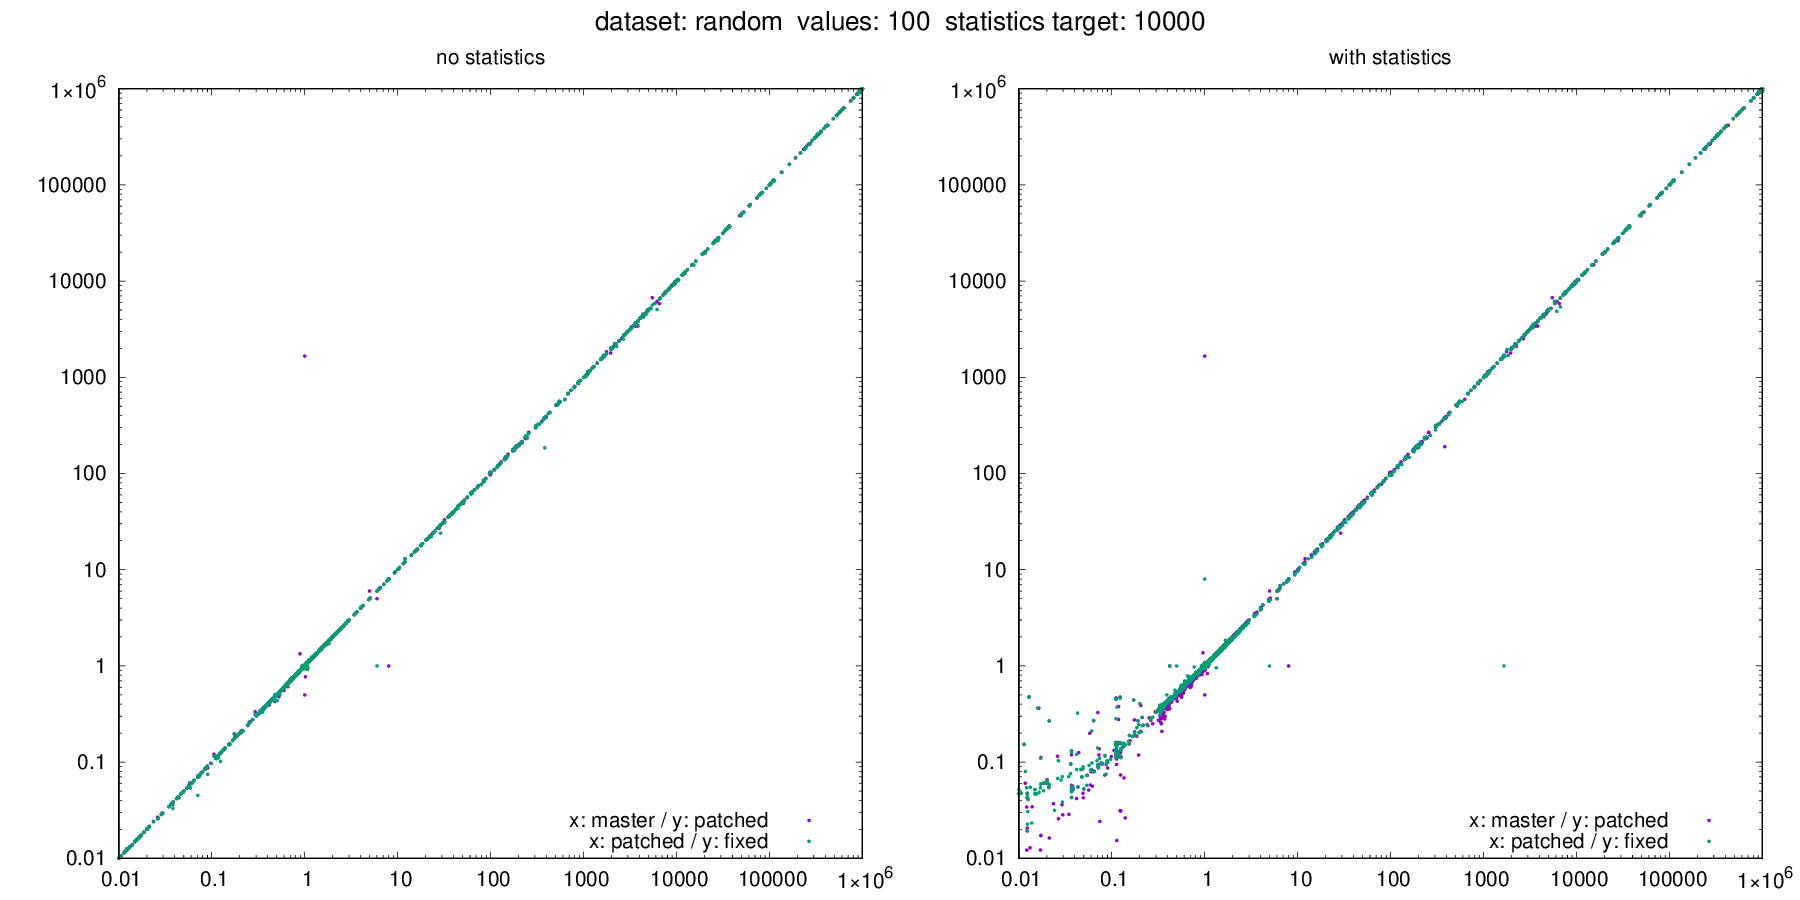 dataset: random  values: 100  statistics target: 10000
no statistics
1×10⁶
100000
10000
1000
100
10
1
0.1
0.01
0.01 0.1 1 10 100 1000 10000 100000 1×10⁶
x: master / y: patched
x: patched / y: fixed
with statistics
1×10⁶
100000
10000
1000
100
10
1
0.1
0.01
0.01 0.1 1 10 100 1000 10000 100000 1×10⁶
x: master / y: patched
x: patched / y: fixed